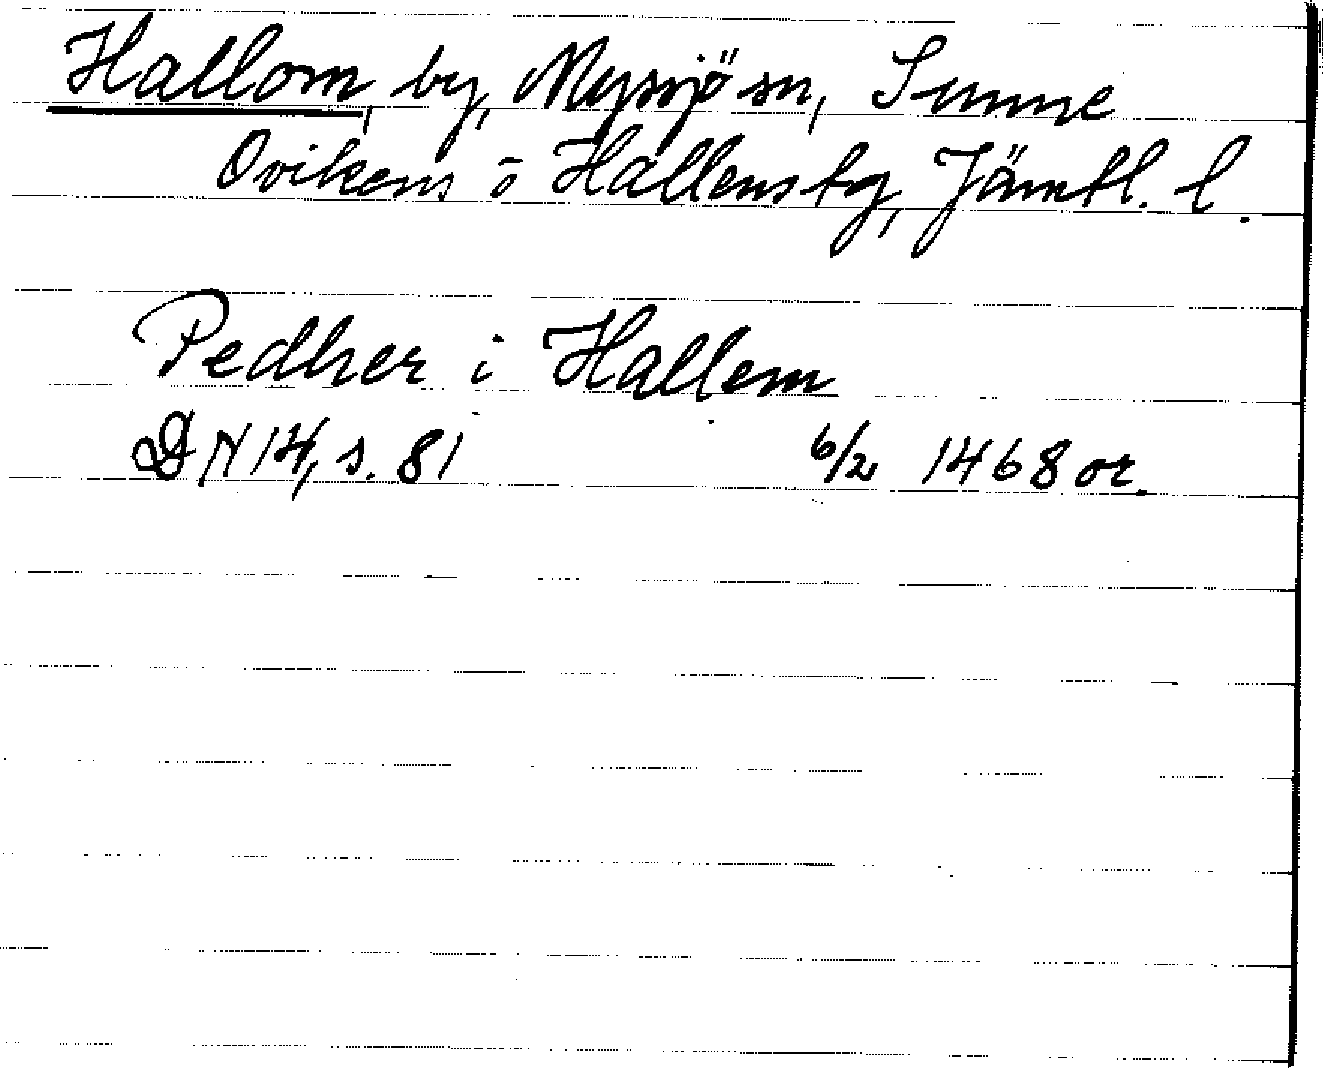 Hallom, by, Myssjö sn, Sunne
Ovikens o Hallens tg, Jämtl. l.
Pedher i Hallem
DN 14, s. 81 6/2 1468 or.